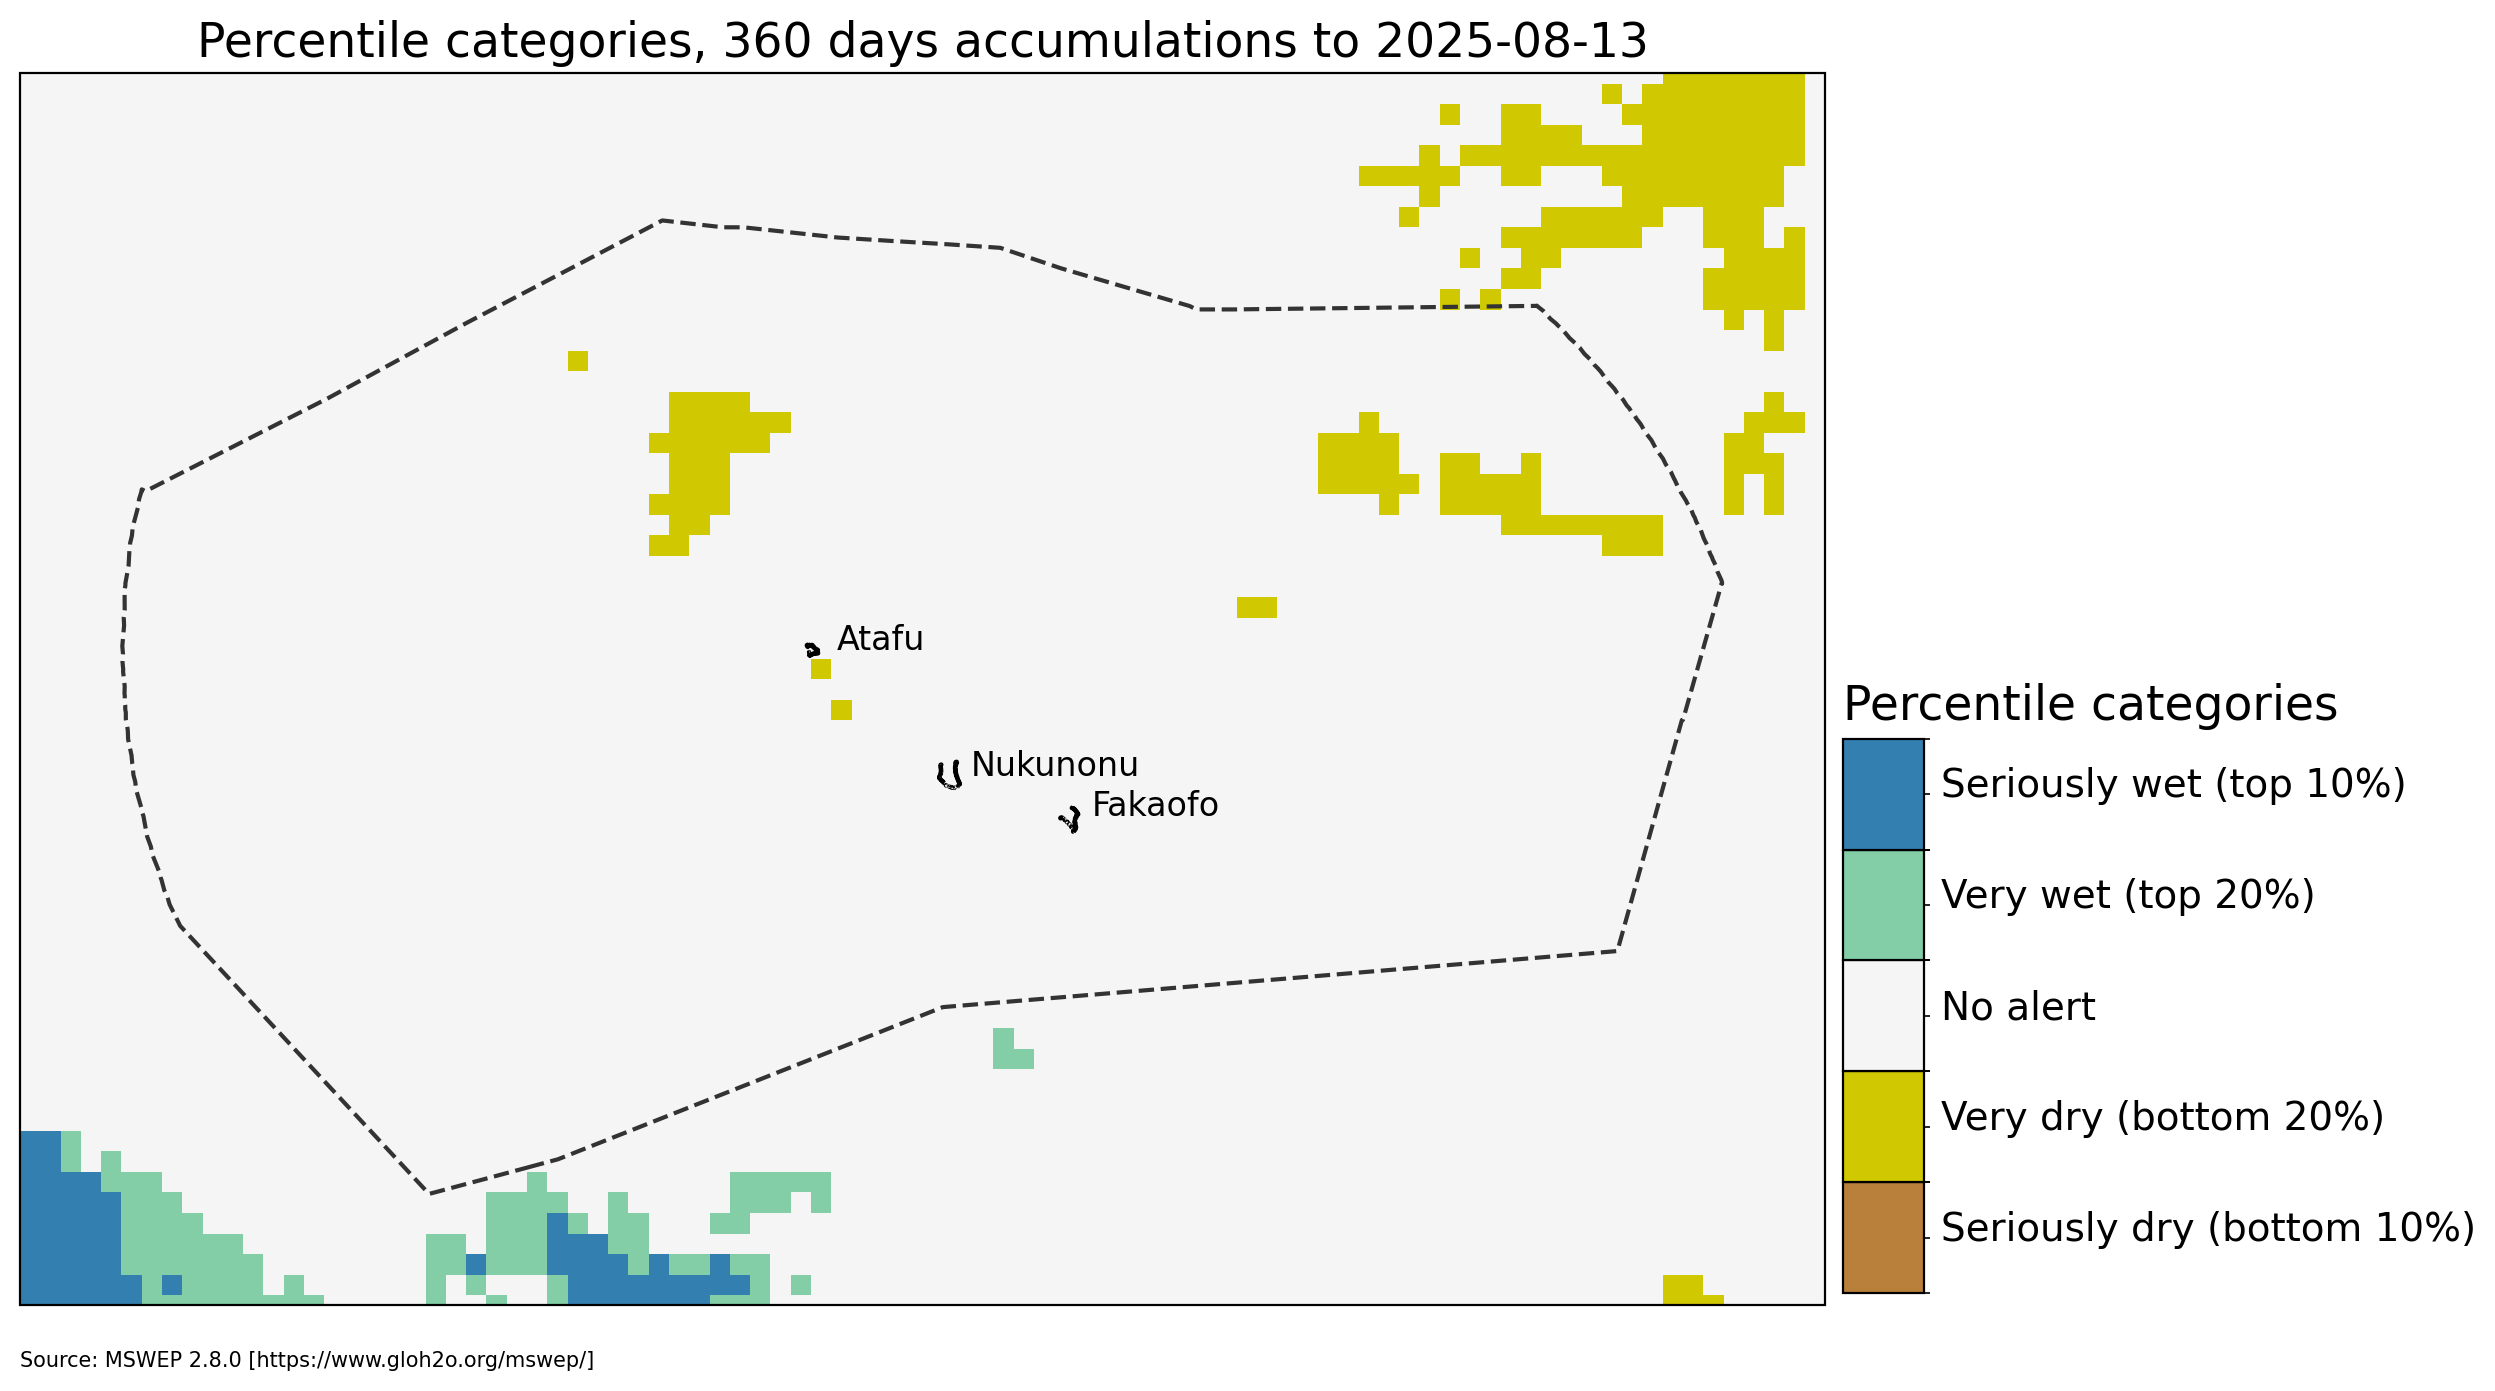 Percentile categories, 360 days accumulations to 2025-08-13
Atafu
Nukunonu
Fakaofo
Percentile categories
Seriously wet (top 10%)
Very wet (top 20%)
No alert
Very dry (bottom 20%)
Seriously dry (bottom 10%)
Source: MSWEP 2.8.0 [https://www.gloh2o.org/mswep/]